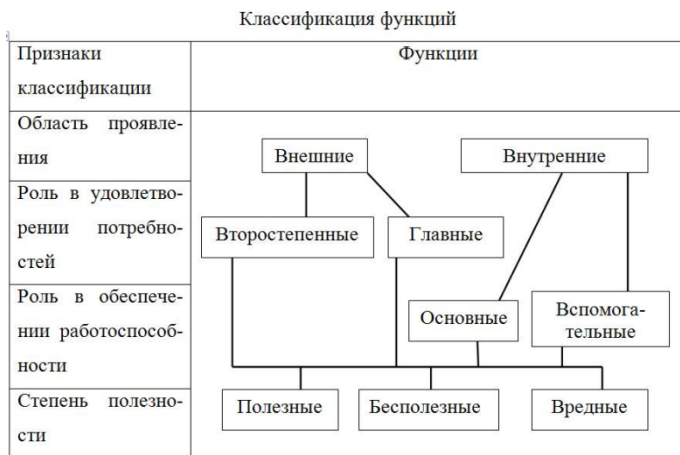 Классификация функций
Признаки
классификации
Функции
Область проявле-
ния
Внешние
Внутренние
Роль в удовлетво-
рении потребно-
стей
Второстепенные
Главные
Роль в обеспече-
нии работоспособ-
ности
Основные
Вспомога-
тельные
Степень полезно-
сти
Полезные
Бесполезные
Вредные